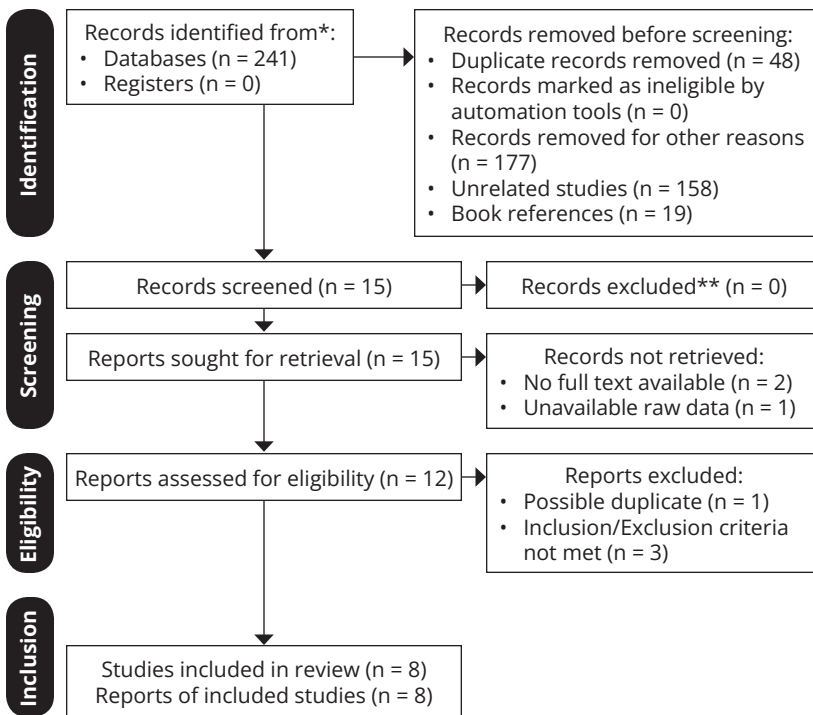 Identification
Records identified from*:
• Databases (n = 241)
• Registers (n = 0)
Records removed before screening:
• Duplicate records removed (n = 48)
• Records marked as ineligible by
automation tools (n = 0)
• Records removed for other reasons
(n = 177)
• Unrelated studies (n = 158)
• Book references (n = 19)
Screening
Records screened (n = 15)
Records excluded** (n = 0)
Reports sought for retrieval (n = 15)
Records not retrieved:
• No full text available (n = 2)
• Unavailable raw data (n = 1)
Eligibility
Reports assessed for eligibility (n = 12)
Reports excluded:
• Possible duplicate (n = 1)
• Inclusion/Exclusion criteria
not met (n = 3)
Inclusion
Studies included in review (n = 8)
Reports of included studies (n = 8)